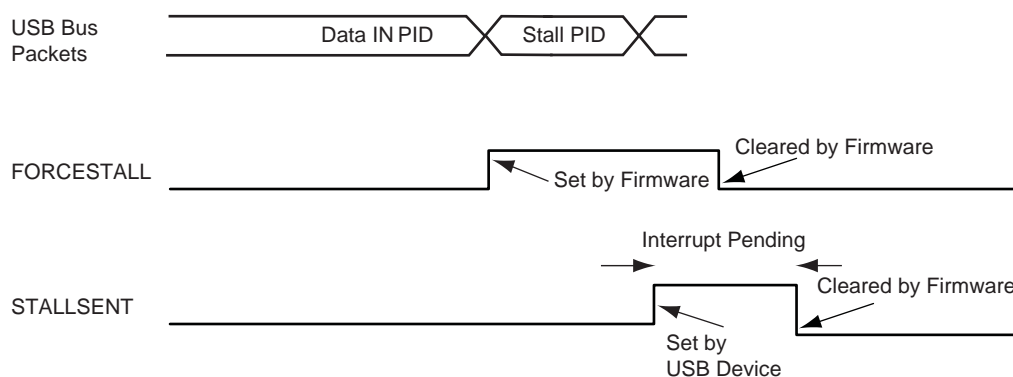 USB Bus
Packets
Data IN PID
Stall PID
FORCESTALL
Set by Firmware
Cleared by Firmware
Interrupt Pending
STALLSENT
Cleared by Firmware
Set by
USB Device